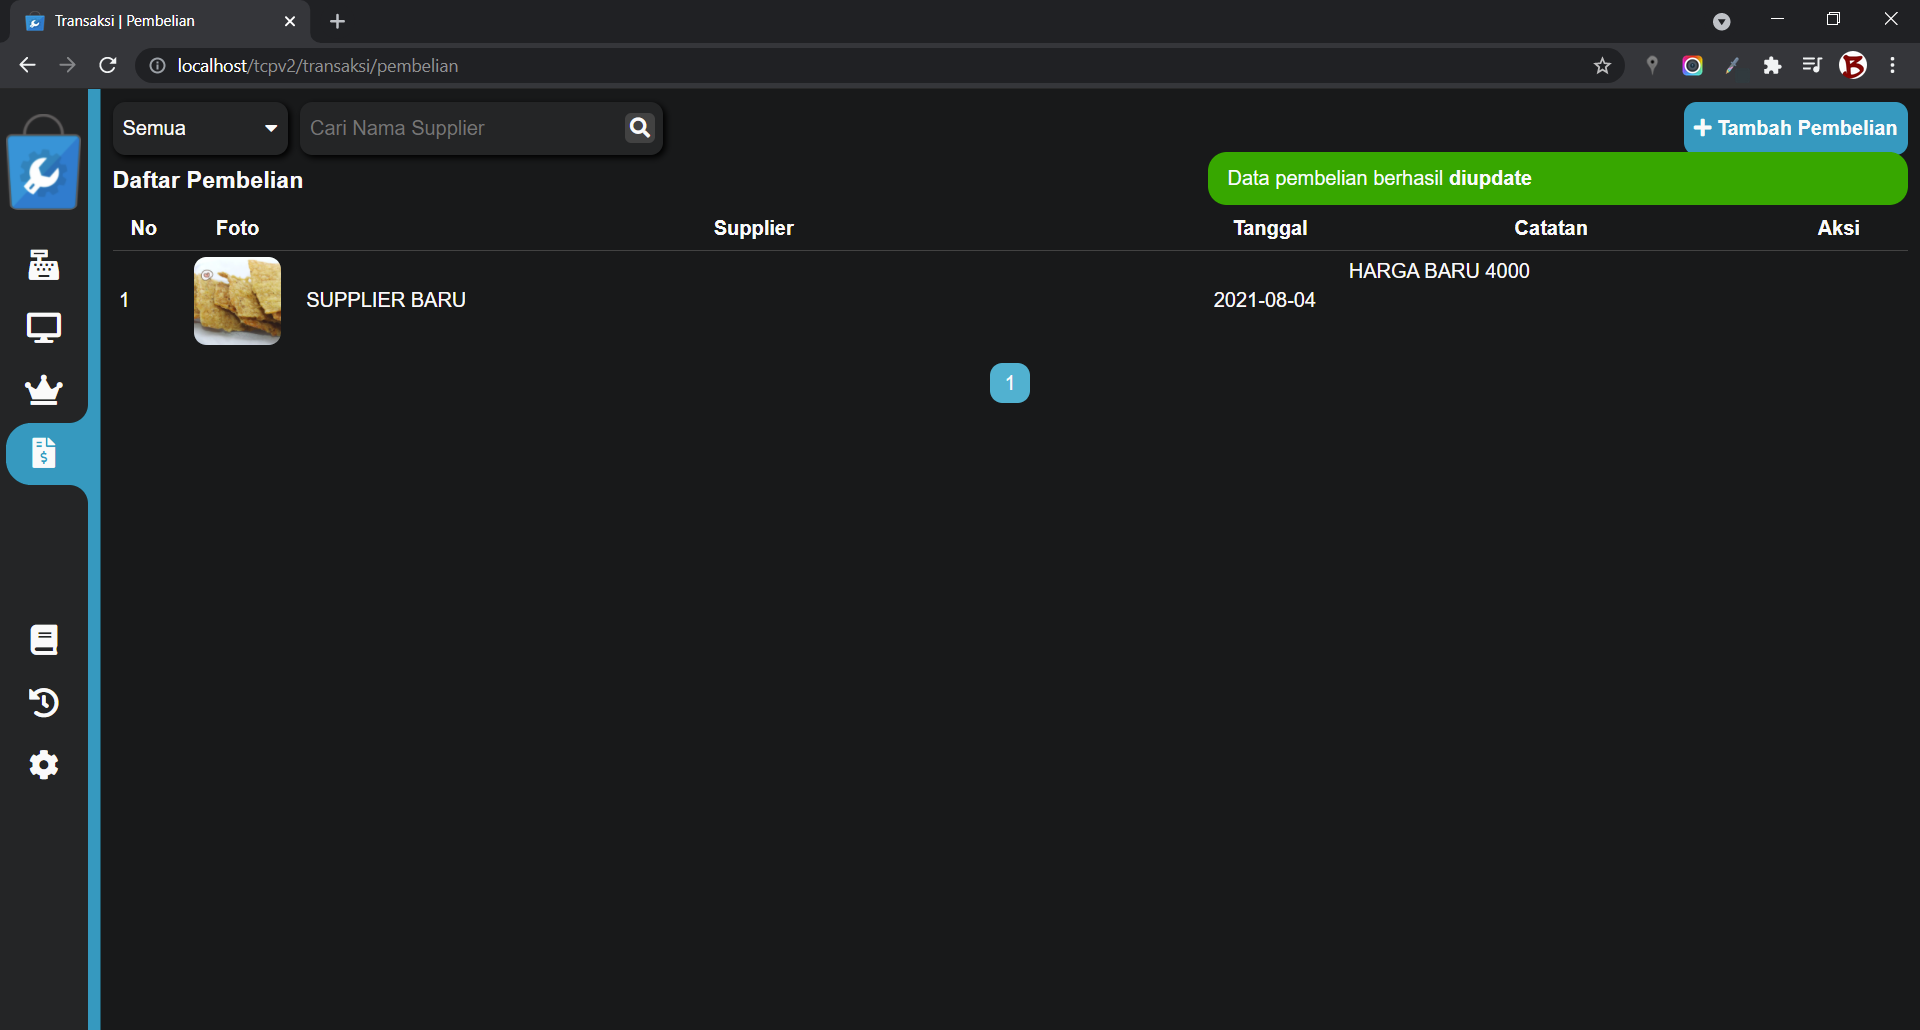 Transaksi | Pembelian
localhost/tcpv2/transaksi/pembelian
Semua
Cari Nama Supplier
Tambah Pembelian
Daftar Pembelian
Data pembelian berhasil diupdate
No Foto Supplier Tanggal Catatan Aksi
HARGA BARU 4000
1 SUPPLIER BARU 2021-08-04
1